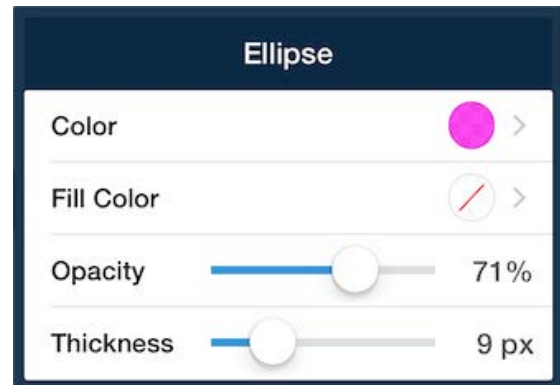 Ellipse
Color
Fill Color
Opacity 71%
Thickness 9 px